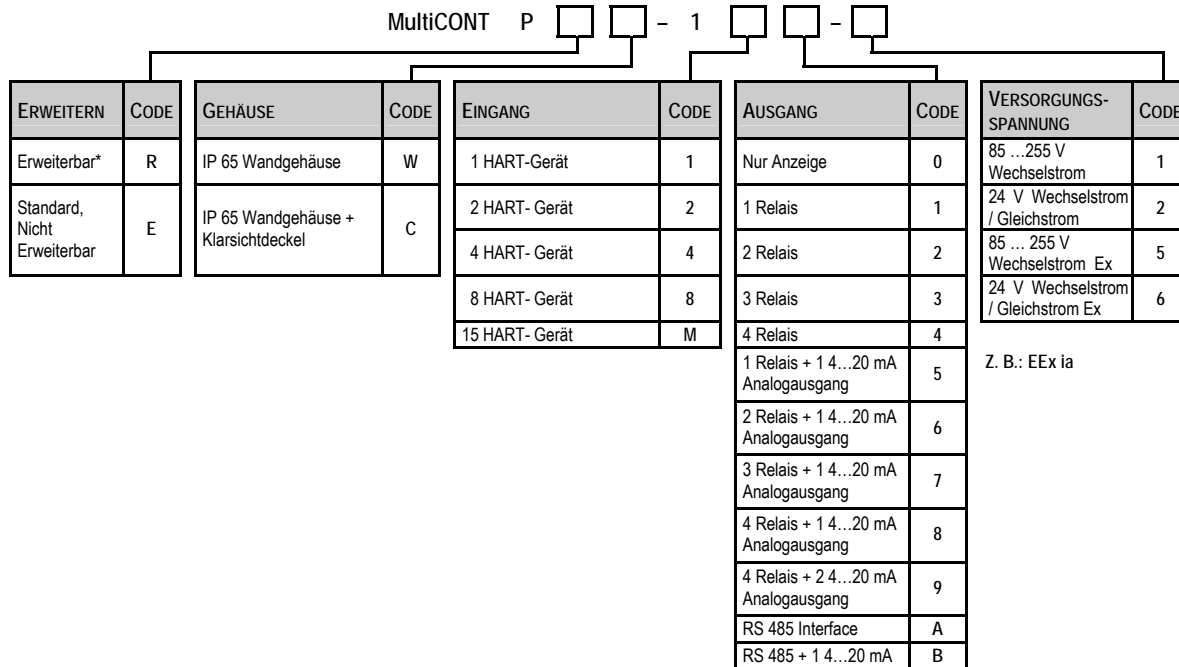 MultiCONT P – 1 –
ERWEITERN CODE
Erweiterbar* R
Standard,
Nicht
Erweiterbar E
GEHÄUSE CODE
IP 65 Wandgehäuse W
IP 65 Wandgehäuse +
Klarsichtdeckel C
EINGANG CODE
1 HART-Gerät 1
2 HART- Gerät 2
4 HART- Gerät 4
8 HART- Gerät 8
15 HART- Gerät M
AUSGANG CODE
Nur Anzeige 0
1 Relais 1
2 Relais 2
3 Relais 3
4 Relais 4
1 Relais + 1 4…20 mA
Analogausgang 5
2 Relais + 1 4…20 mA
Analogausgang 6
3 Relais + 1 4…20 mA
Analogausgang 7
4 Relais + 1 4…20 mA
Analogausgang 8
4 Relais + 2 4…20 mA
Analogausgang 9
RS 485 Interface A
RS 485 + 1 4…20 mA B
VERSORGUNGS-
SPANNUNG CODE
85 …255 V
Wechselstrom 1
24 V Wechselstrom
/ Gleichstrom 2
85 … 255 V
Wechselstrom Ex 5
24 V Wechselstrom
/ Gleichstrom Ex 6
Z. B.: EEx ia